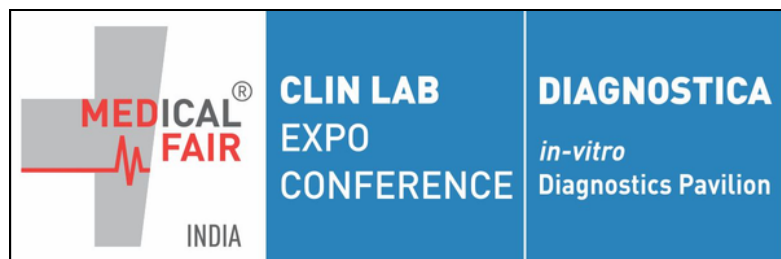 MEDICAL®
FAIR
INDIA
CLIN LAB
EXPO
CONFERENCE
DIAGNOSTICA
in-vitro
Diagnostics Pavilion